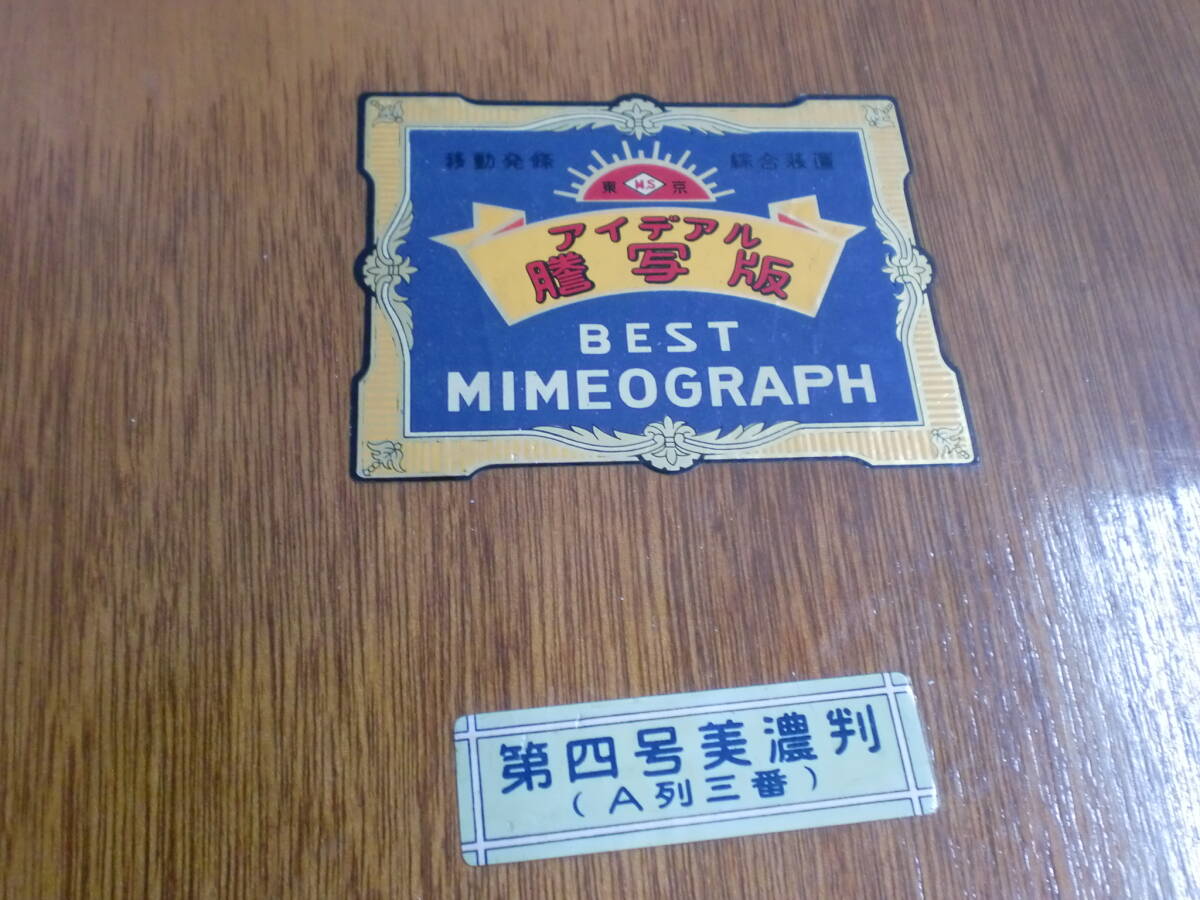 移動発條 綜合装置
東 W.S 京
アイデアル
謄写版
BEST
MIMEOGRAPH
第四号美濃判
(A列三番)